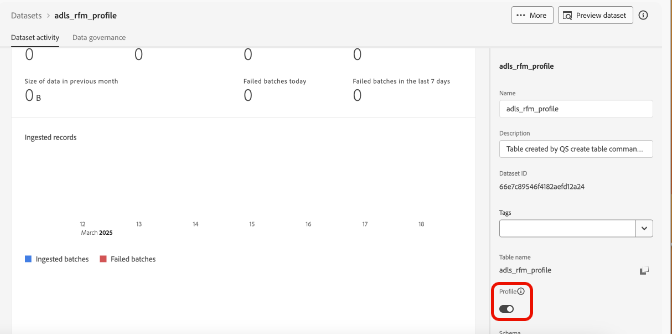 Datasets > adls_rfm_profile
••• More
Preview dataset
Dataset activity
Data governance
0 0 0 0
Size of data in previous month
Failed batches today
Failed batches in the last 7 days
0 B
0
0
Ingested records
12 13 14 15 16 17 18
March 2025
Ingested batches
Failed batches
adls_rfm_profile
Name
adls_rfm_profile
Description
Table created by QS create table comman...
Dataset ID
66e7c89546f4182aefd12a24
Tags
Table name
adls_rfm_profile
Profile
Schema